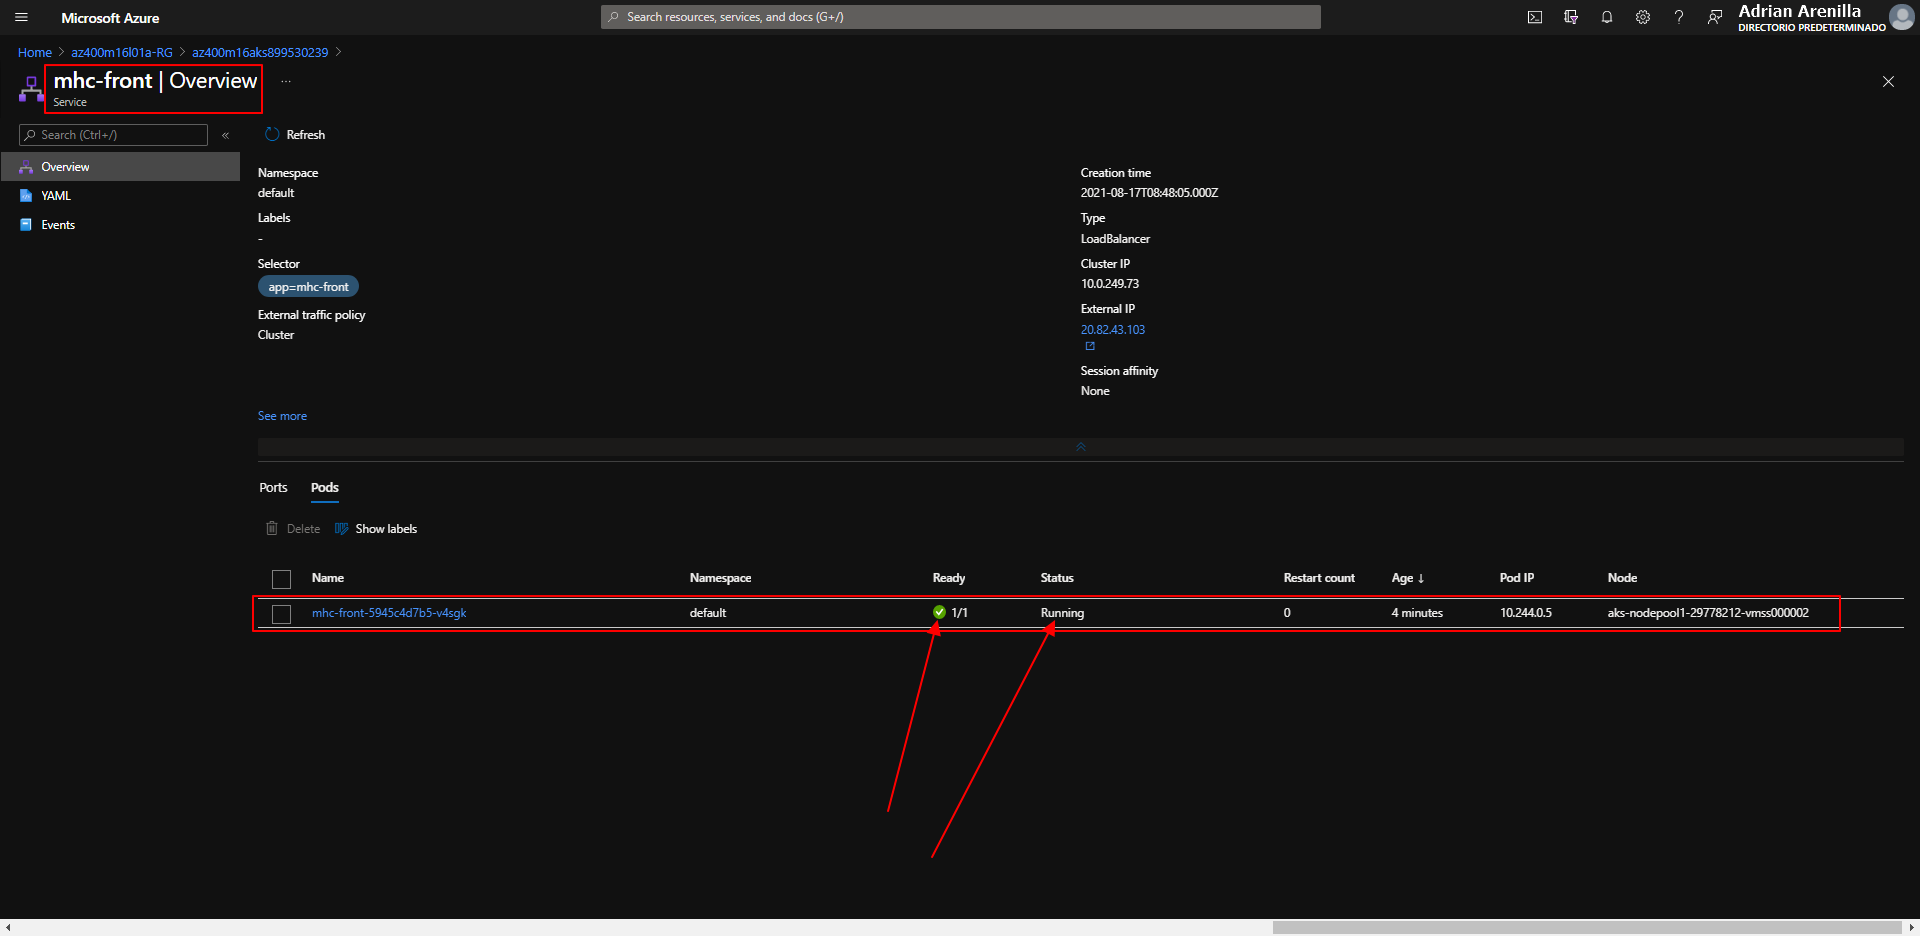 Microsoft Azure
Search resources, services, and docs (G+/)
Adrian Arenilla
DIRECTORIO PREDETERMINADO
Home > az400m16l01a-RG > az400m16aks899530239 >
mhc-front | Overview ...
Service
Search (Ctrl+/)
«
Refresh
Overview
YAML
Events
Namespace
default
Labels
-
Selector
app=mhc-front
External traffic policy
Cluster
See more
Creation time
2021-08-17T08:48:05.000Z
Type
LoadBalancer
Cluster IP
10.0.249.73
External IP
20.82.43.103
Session affinity
None
Ports Pods
Delete Show labels
Name Namespace Ready Status Restart count Age ↓ Pod IP Node
mhc-front-5945c4d7b5-v4sgk default 1/1 Running 0 4 minutes 10.244.0.5 aks-nodepool1-29778212-vmss000002